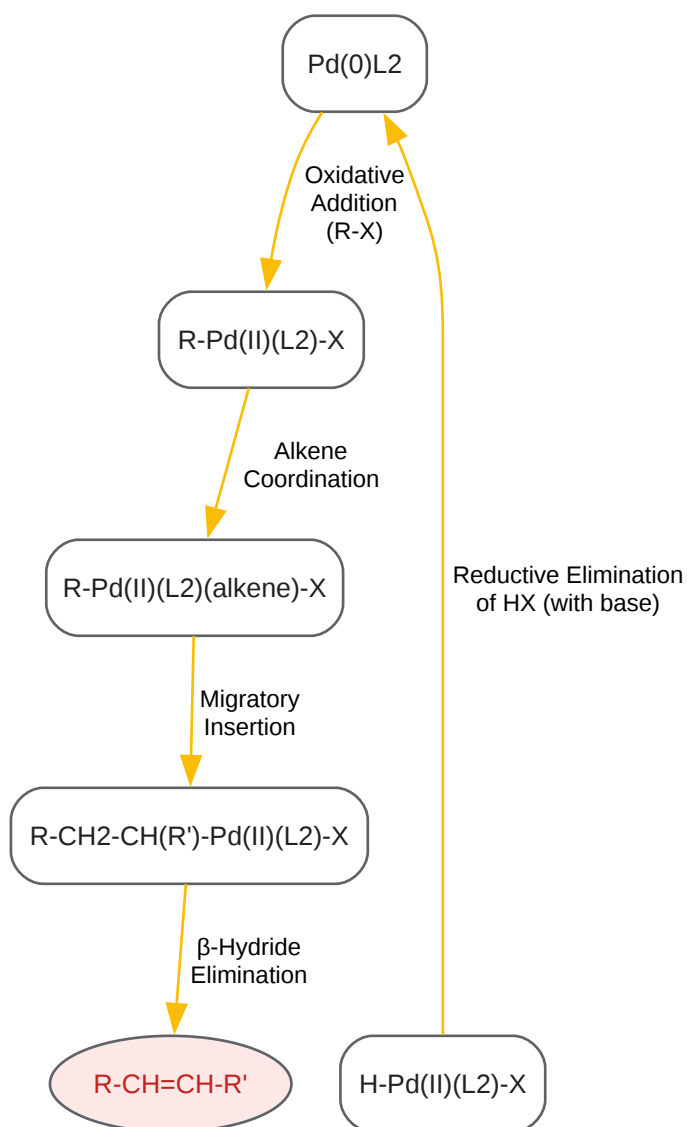 Pd(0)L2
Oxidative
Addition
(R-X)
R-Pd(II)(L2)-X
Alkene
Coordination
R-Pd(II)(L2)(alkene)-X
Reductive Elimination
of HX (with base)
Migratory
Insertion
R-CH2-CH(R')-Pd(II)(L2)-X
β-Hydride
Elimination
R-CH=CH-R'
H-Pd(II)(L2)-X